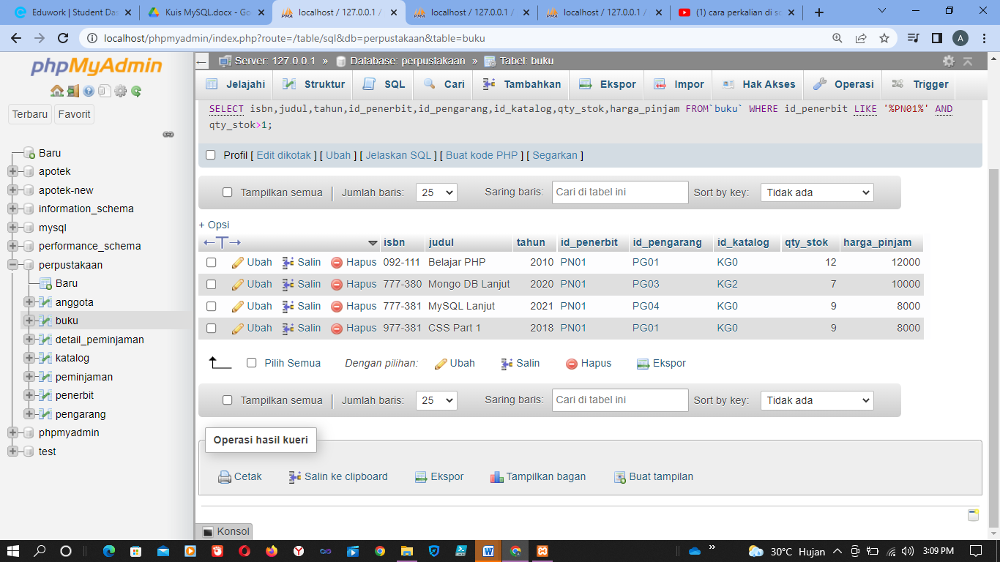 Eduwork | Student Da
Kuis MySQL.docx - Go
localhost / 127.0.0.1 /
localhost / 127.0.0.1 /
localhost / 127.0.0.1 /
(1) cara perkalian di
localhost/phpmyadmin/index.php?route=/table/sql&db=perpustakaan&table=buku
A
phpMyAdmin
Terbaru
Favorit
Baru
apotek
apotek-new
information_schema
mysql
performance_schema
perpustakaan
Baru
anggota
buku
detail_peminjaman
katalog
peminjaman
penerbit
pengarang
phpmyadmin
test
Server: 127.0.0.1 » Database: perpustakaan » Tabel: buku
Jelajahi Struktur SQL Cari Tambahkan Ekspor Impor Hak Akses Operasi Trigger
SELECT isbn,judul,tahun,id_penerbit,id_pengarang,id_katalog,qty_stok,harga_pinjam FROM`buku` WHERE id_penerbit LIKE '%PN01%' AND
qty_stok>1;
Profil [ Edit dikotak ] [ Ubah ] [ Jelaskan SQL ] [ Buat kode PHP ] [ Segarkan ]
Tampilkan semua | Jumlah baris: 25 Saring baris: Cari di tabel ini Sort by key: Tidak ada
+ Opsi
←T→ isbn judul tahun id_penerbit id_pengarang id_katalog qty_stok harga_pinjam
Ubah Salin Hapus 092-111 Belajar PHP 2010 PN01 PG01 KG0 12 12000
Ubah Salin Hapus 777-380 Mongo DB Lanjut 2020 PN01 PG03 KG2 7 10000
Ubah Salin Hapus 777-381 MySQL Lanjut 2021 PN01 PG04 KG0 9 8000
Ubah Salin Hapus 977-381 CSS Part 1 2018 PN01 PG01 KG0 9 8000
Pilih Semua Dengan pilihan: Ubah Salin Hapus Ekspor
Tampilkan semua | Jumlah baris: 25 Saring baris: Cari di tabel ini Sort by key: Tidak ada
Operasi hasil kueri
Cetak Salin ke clipboard Ekspor Tampilkan bagan Buat tampilan
Konsol
30°C Hujan 3:09 PM